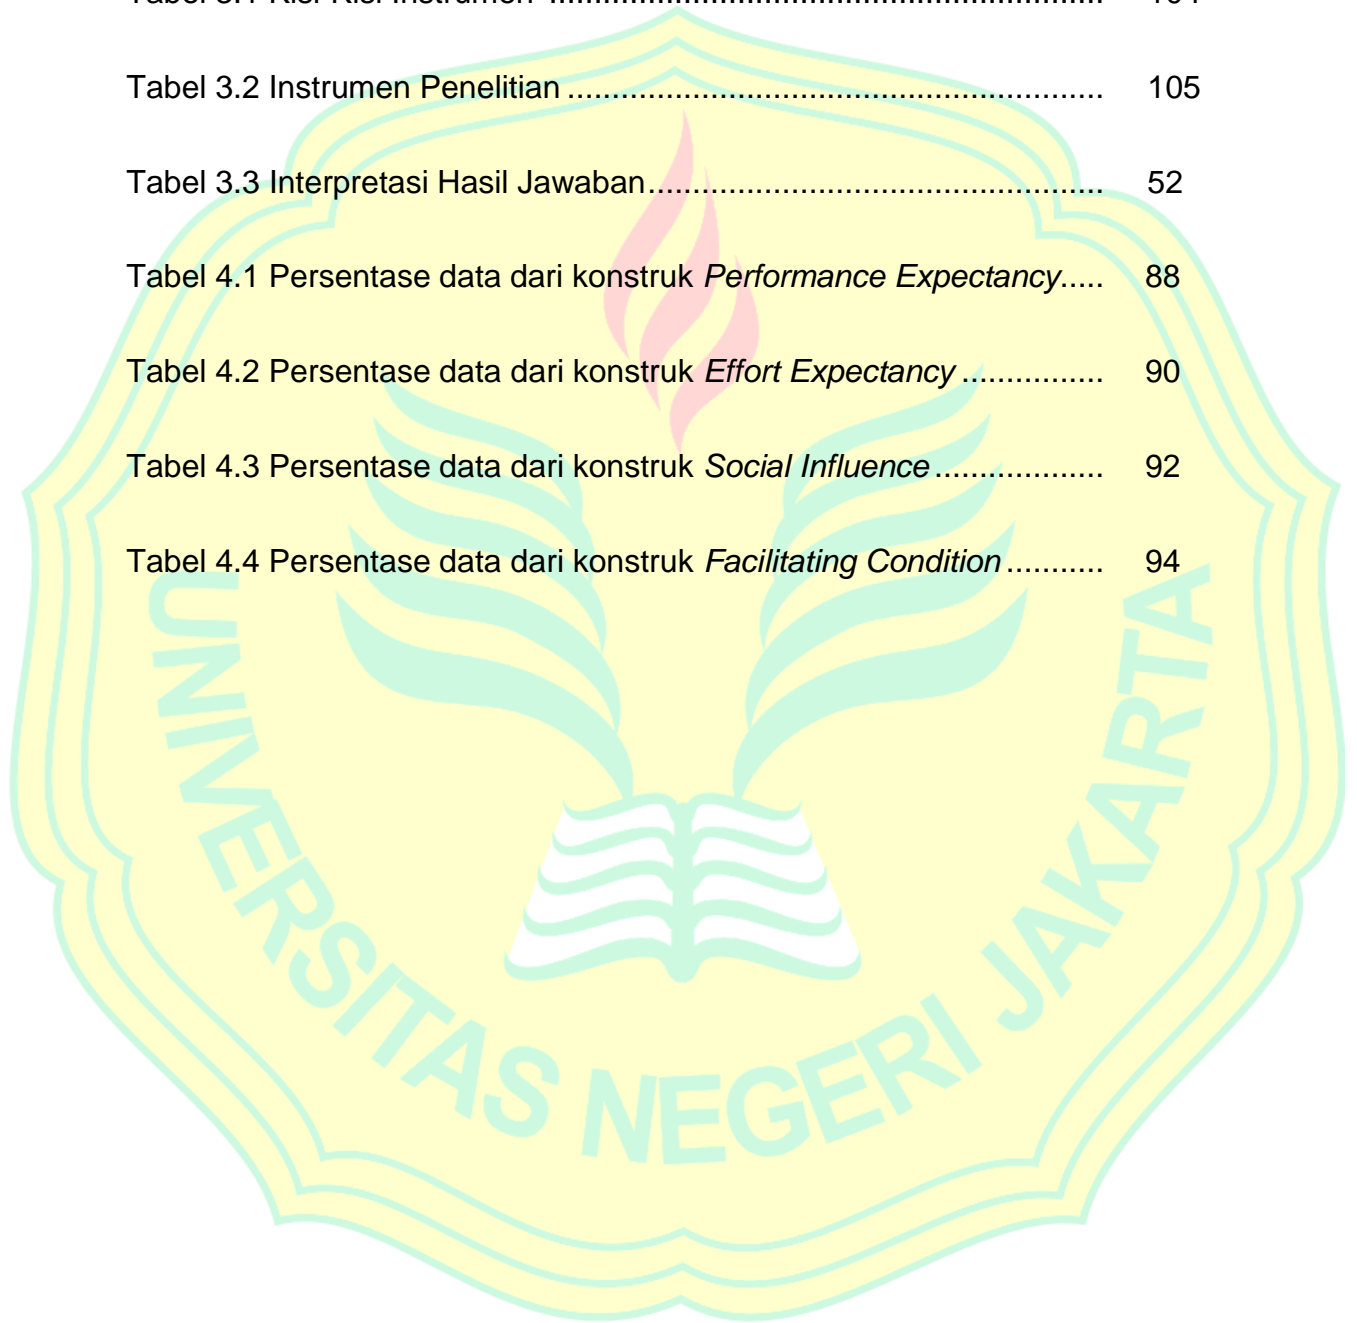 Tabel 3.2 Instrumen Penelitian ............................................................ 105
Tabel 3.3 Interpretasi Hasil Jawaban...................................................... 52
Tabel 4.1 Persentase data dari konstruk Performance Expectancy..... 88
Tabel 4.2 Persentase data dari konstruk Effort Expectancy ................ 90
Tabel 4.3 Persentase data dari konstruk Social Influence ................... 92
Tabel 4.4 Persentase data dari konstruk Facilitating Condition ........... 94
UNIVERSITAS NEGERI JAKARTA